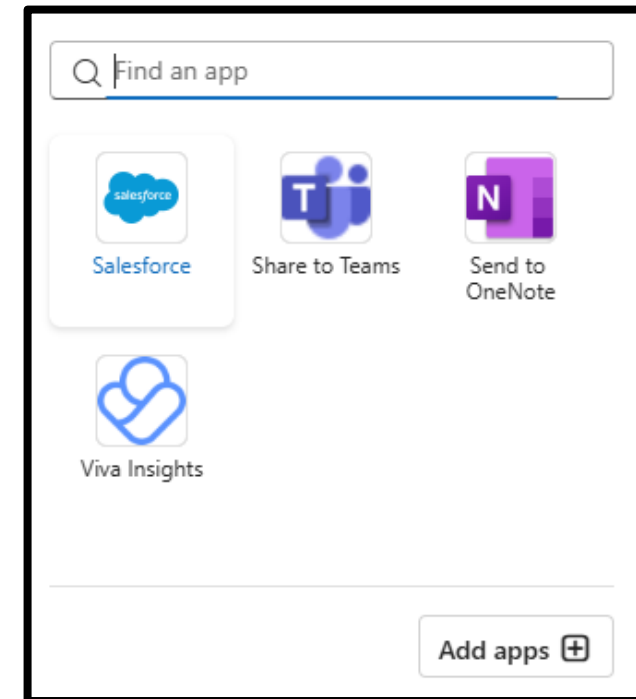 Find an app
salesforce
T
N
Salesforce
Share to Teams
Send to
OneNote
Viva Insights
Add apps